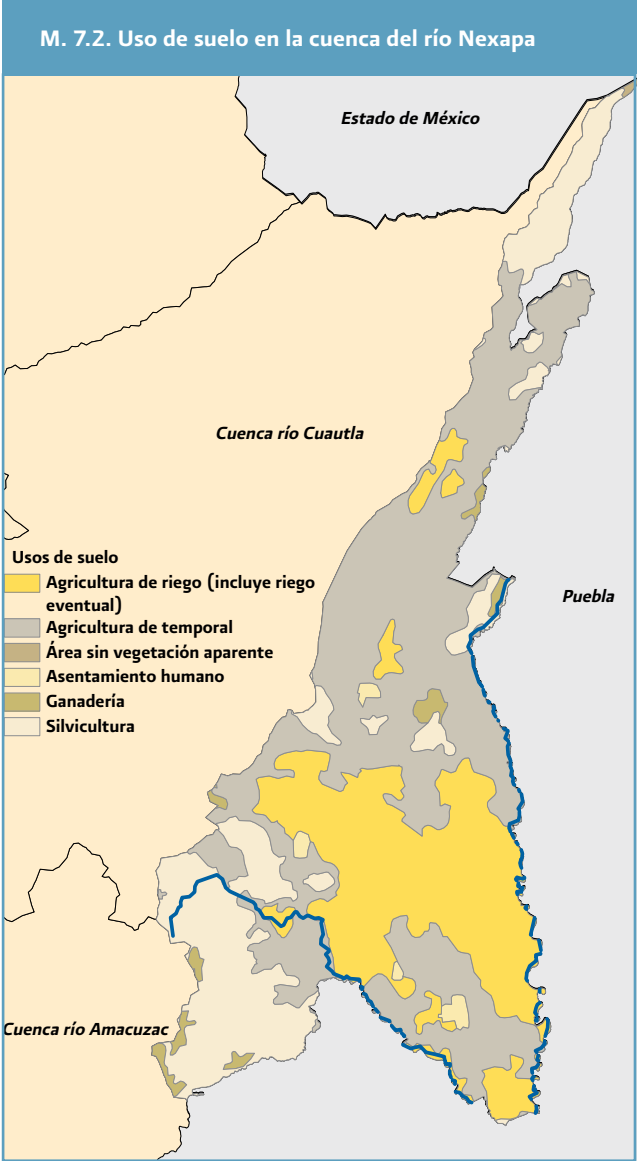 M. 7.2. Uso de suelo en la cuenca del río Nexapa
Estado de México
Cuenca río Cuautla
Usos de suelo
Agricultura de riego (incluye riego
eventual)
Puebla
Agricultura de temporal
Área sin vegetación aparente
Asentamiento humano
Ganadería
Silvicultura
Cuenca río Amacuzac